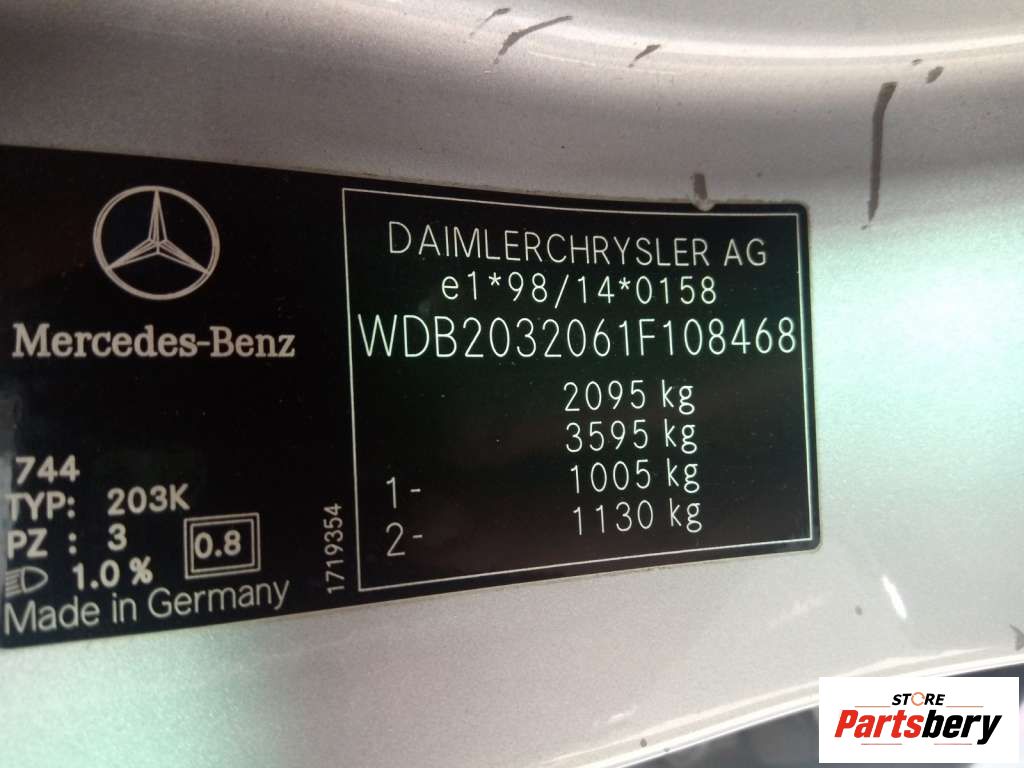 Mercedes-Benz
744
TYP: 203K
PZ : 3
0.8
1.0 %
Made in Germany
1719354
DAIMLERCHRYSLER AG
e1*98/14*0158
WDB2032061F108468
2095 kg
3595 kg
1- 1005 kg
2- 1130 kg
STORE
Partsbery